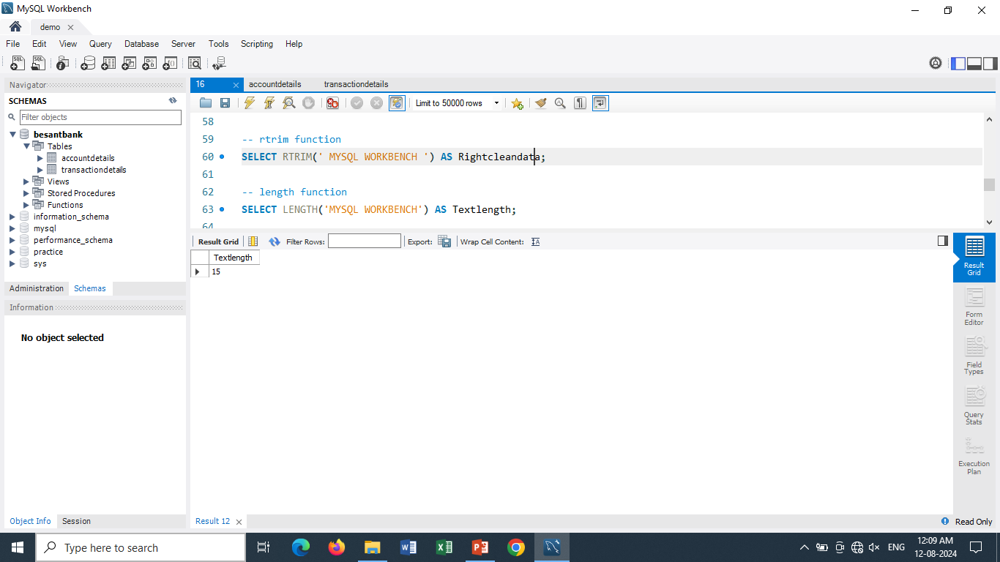 MySQL Workbench
demo
File Edit View Query Database Server Tools Scripting Help
Navigator
SCHEMAS
Filter objects
besantbank
Tables
accountdetails
transactiondetails
Views
Stored Procedures
Functions
information_schema
mysql
performance_schema
practice
sys
Administration Schemas
Information
No object selected
Object Info Session
16 accountdetails transactiondetails
Limit to 50000 rows
58
59 -- rtrim function
60 SELECT RTRIM(' MYSQL WORKBENCH ') AS Rightcleandata;
61
62 -- length function
63 SELECT LENGTH('MYSQL WORKBENCH') AS Textlength;
64
Result Grid Filter Rows: Export: Wrap Cell Content:
Textlength
15
Result
Grid
Form
Editor
Field
Types
Query
Stats
Execution
Plan
Result 12
Read Only
Type here to search
ENG
12:09 AM
12-08-2024